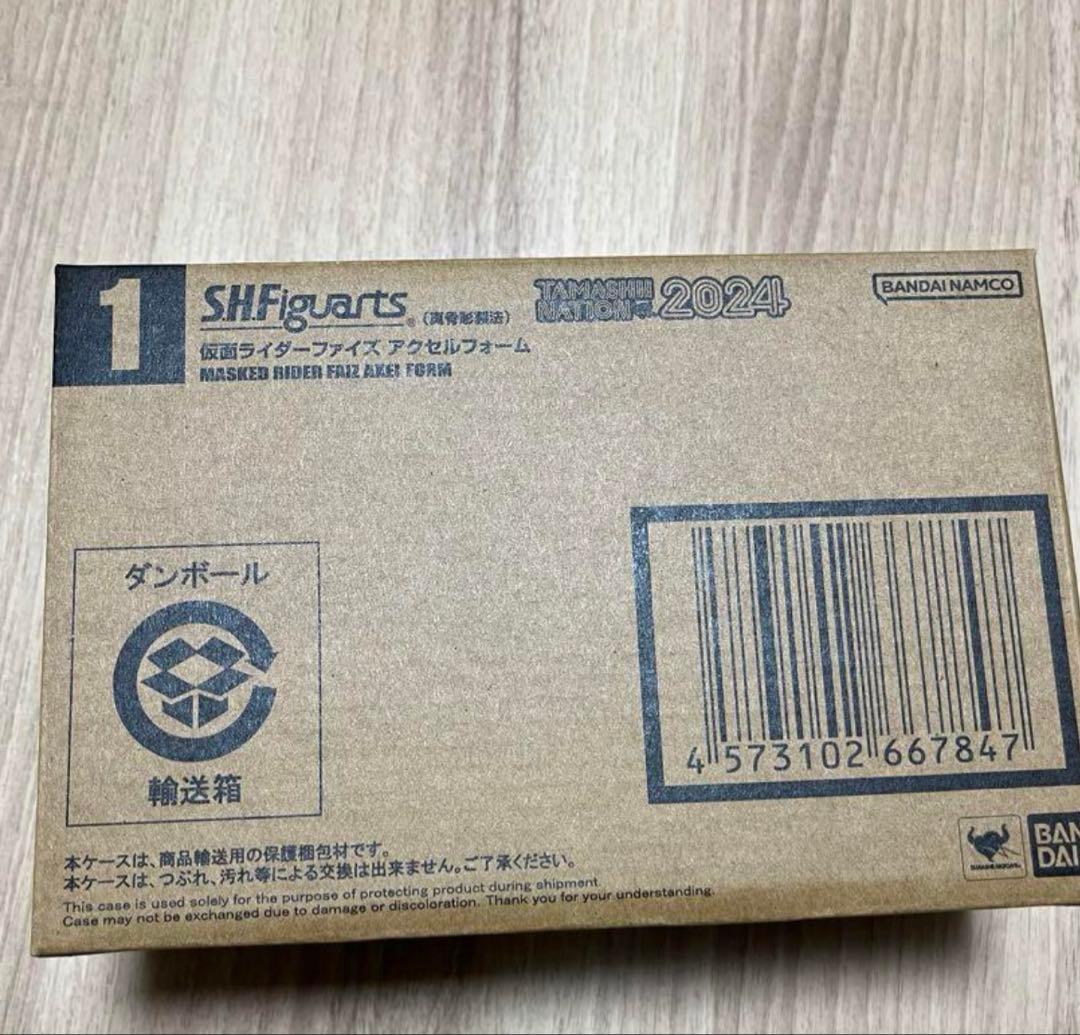 1
S.H.Figuarts®（真骨彫製法）
TAMASHII NATION 2024
BANDAI NAMCO
仮面ライダーファイズ アクセルフォーム
MASKED RIDER FAIZ AXEL FORM
ダンボール
輸送箱
4 573102 667847
本ケースは、商品輸送用の保護梱包材です。
本ケースは、つぶれ、汚れ等による交換は出来ません。ご了承ください。
This case is used solely for the purpose of protecting product during shipment.
Case may not be exchanged due to damage or discoloration. Thank you for your understanding.
BAN
DAI